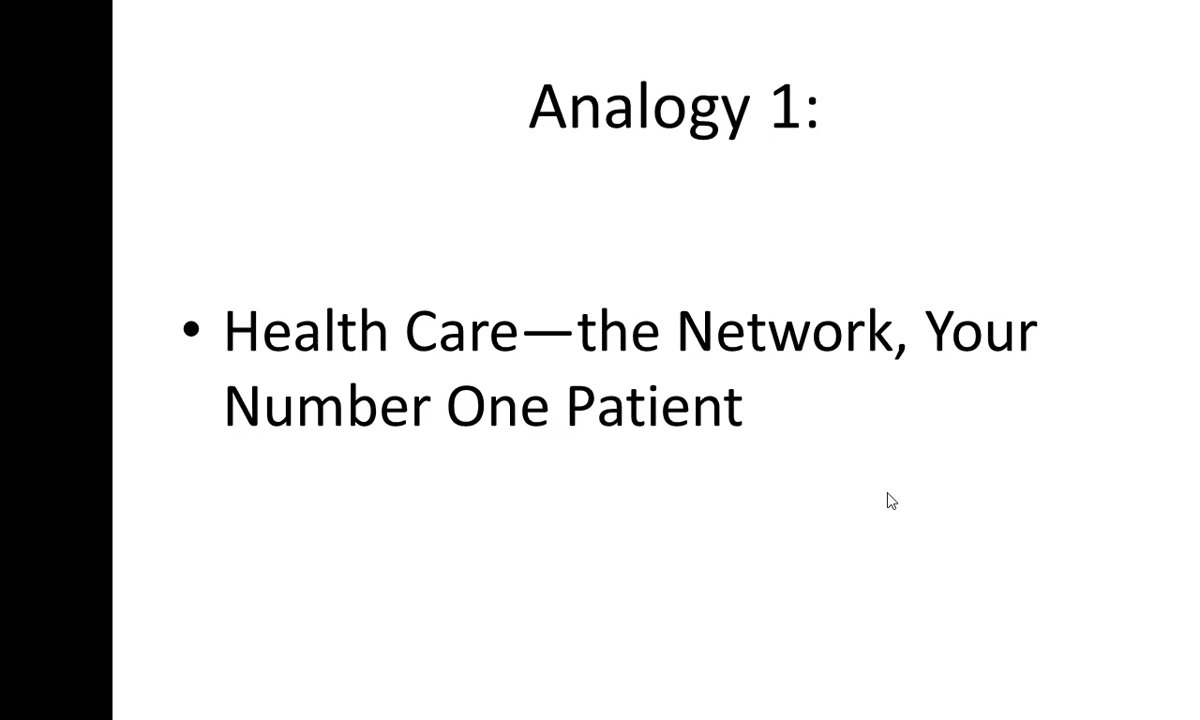 Analogy 1:
• Health Care—the Network, Your
Number One Patient